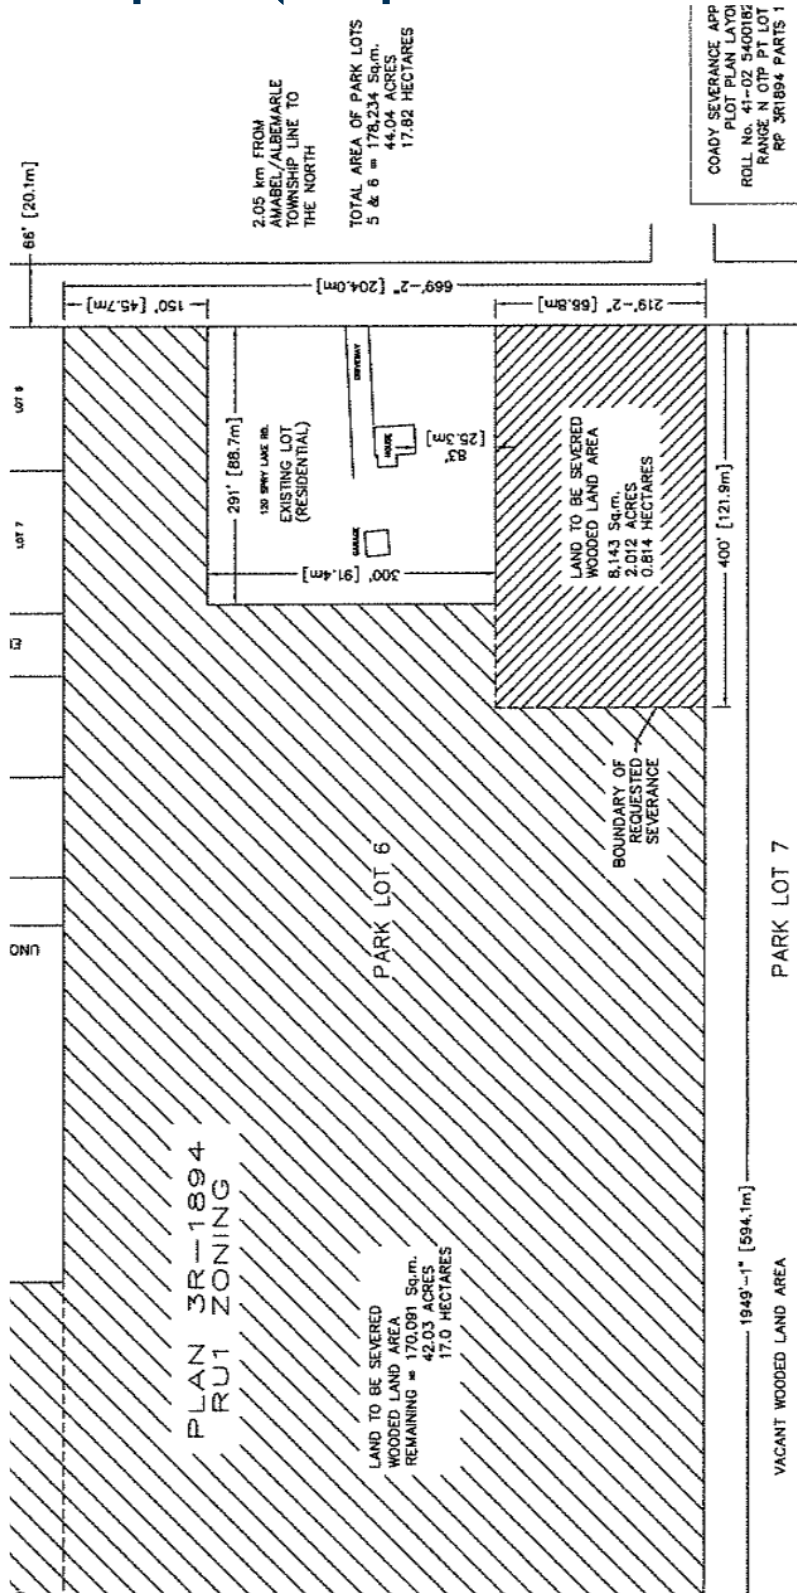 66' [20.1m]
2.05 km FROM
AMABEL/ALBEMARLE
TOWNSHIP LINE TO
THE NORTH
TOTAL AREA OF PARK LOTS
5 & 6 = 178,234 Sq.m.
44.04 ACRES
17.82 HECTARES
COADY SEVERANCE APP
PLOT PLAN LAYOU
ROLL No. 41-02 5400182
RANGE N OTP PT LOT
RP 3R1894 PARTS 1
150' [45.7m]
669'-2" [204.0m]
219'-2" [66.8m]
LOT 7
291' [88.7m]
120 SPRY LAKE RD.
EXISTING LOT
(RESIDENTIAL)
DRIVEWAY
HOUSE
83'
[25.3m]
GARAGE
300' [91.4m]
LAND TO BE SEVERED
WOODED LAND AREA
8,143 Sq.m.
2.012 ACRES
0.814 HECTARES
400' [121.9m]
BOUNDARY OF
REQUESTED
SEVERANCE
UNO
PARK LOT 6
PARK LOT 7
PLAN 3R-1894
RU1 ZONING
LAND TO BE SEVERED
WOODED LAND AREA
REMAINING = 170,091 Sq.m.
42.03 ACRES
17.0 HECTARES
1949'-1" [594.1m]
VACANT WOODED LAND AREA